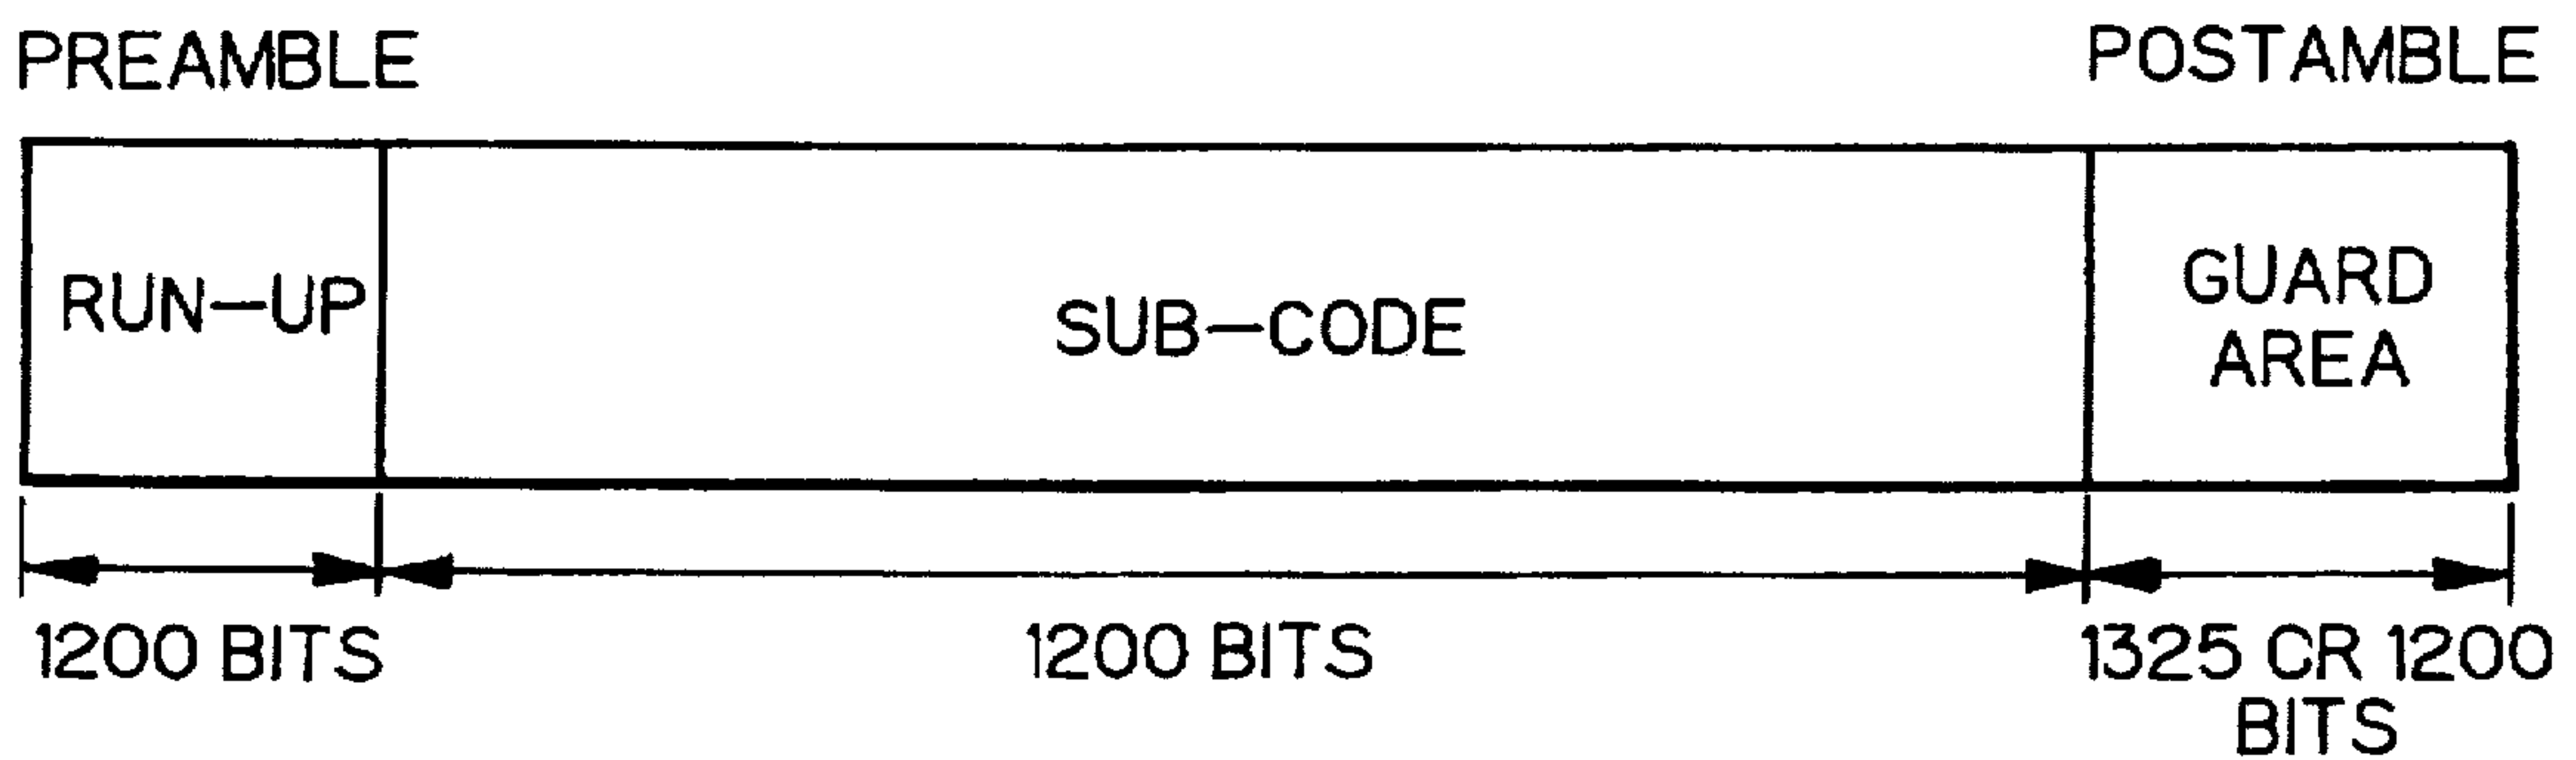 PREAMBLE
POSTAMBLE
RUN-UP
SUB-CODE
GUARD
AREA
1200 BITS
1200 BITS
1325 CR 1200
BITS